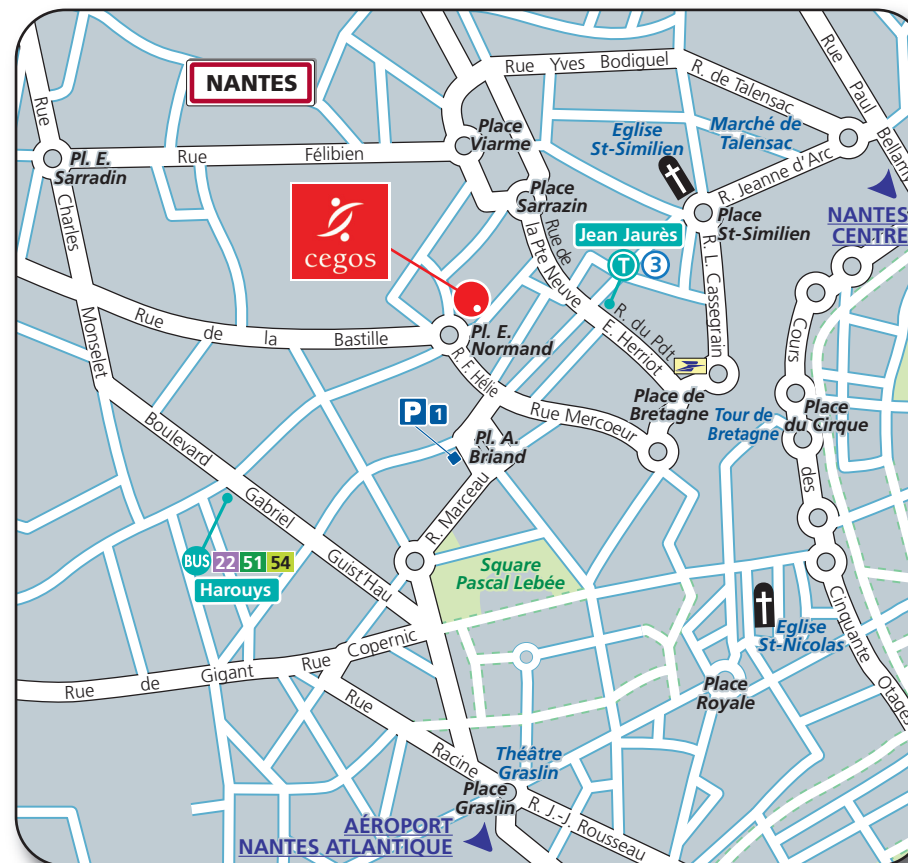 NANTES
Rue Yves Bodiguel
R. de Talensac
Rue Paul Bellamy
Rue Charles Monselet
Place
Viarme
Eglise
St-Similien
Marché de
Talensac
Rue Félibien
Pl. E.
Sarradin
R. Jeanne d'Arc
Place
Sarrazin
Place
St-Similien
NANTES
CENTRE
cegos
Rue de
la Pte Neuve
Jean Jaurès
T 3
R. L. Cassegrain
Rue de la Bastille
Pl. E.
Normand
R. du Pdt
E. Herriot
R. F. Hélie
Rue Mercoeur
Place de
Bretagne
Tour de
Bretagne
Place
du Cirque
Cours des Cinquante Otages
P 1
Pl. A.
Briand
R. Marceau
Boulevard Gabriel Guist'Hau
BUS 22 51 54
Harouys
Square
Pascal Lebée
Eglise
St-Nicolas
Rue de Gigant
Rue Copernic
Place
Royale
Rue Racine
Théâtre
Graslin
Place
Graslin
R. J.-J. Rousseau
AÉROPORT
NANTES ATLANTIQUE